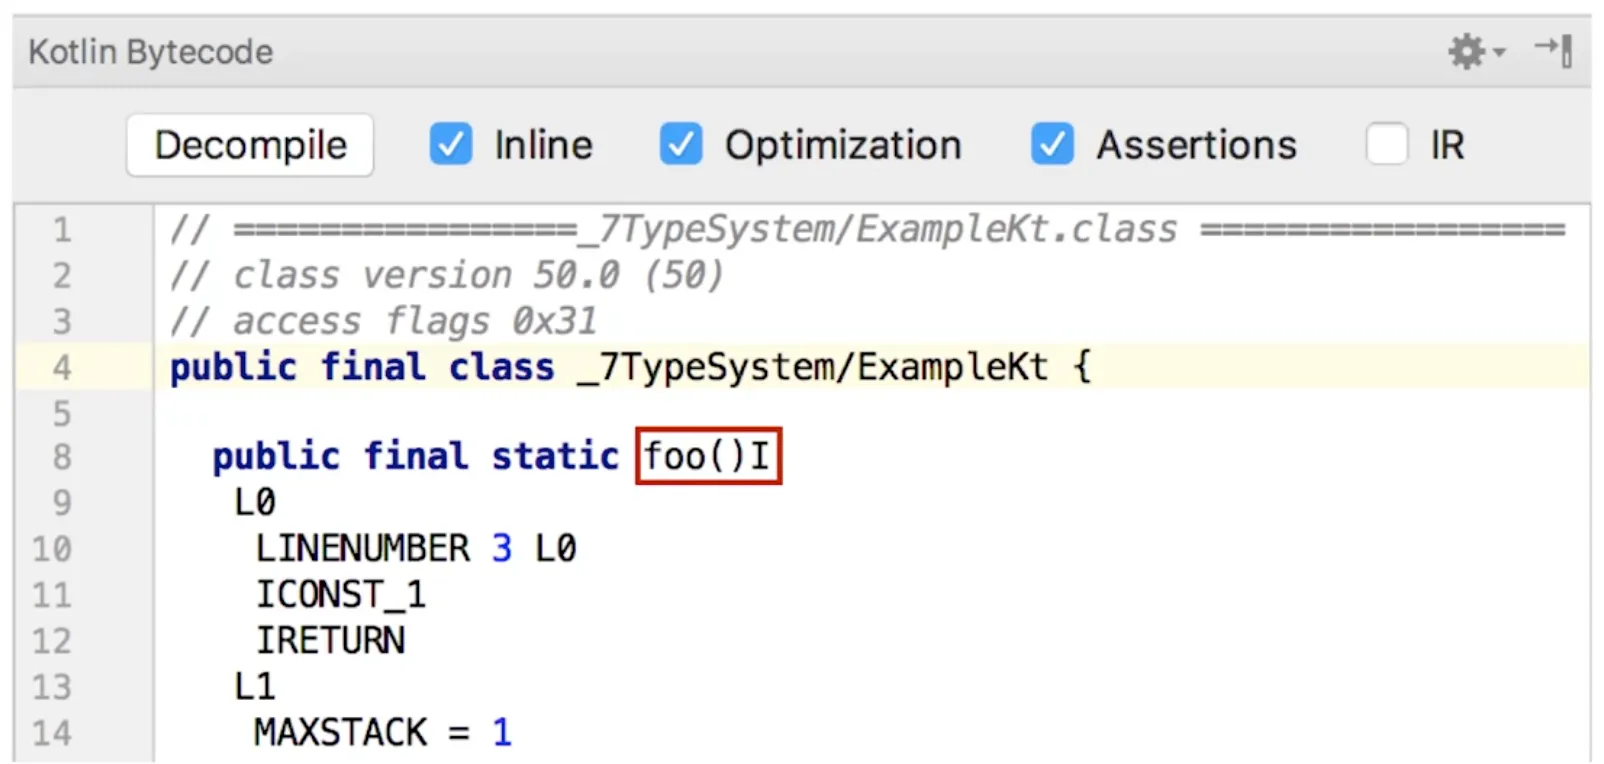 Kotlin Bytecode
Decompile Inline Optimization Assertions IR
1 // ================_7TypeSystem/ExampleKt.class =================
2 // class version 50.0 (50)
3 // access flags 0x31
4 public final class _7TypeSystem/ExampleKt {
5
8 public final static foo()I
9 L0
10 LINENUMBER 3 L0
11 ICONST_1
12 IRETURN
13 L1
14 MAXSTACK = 1